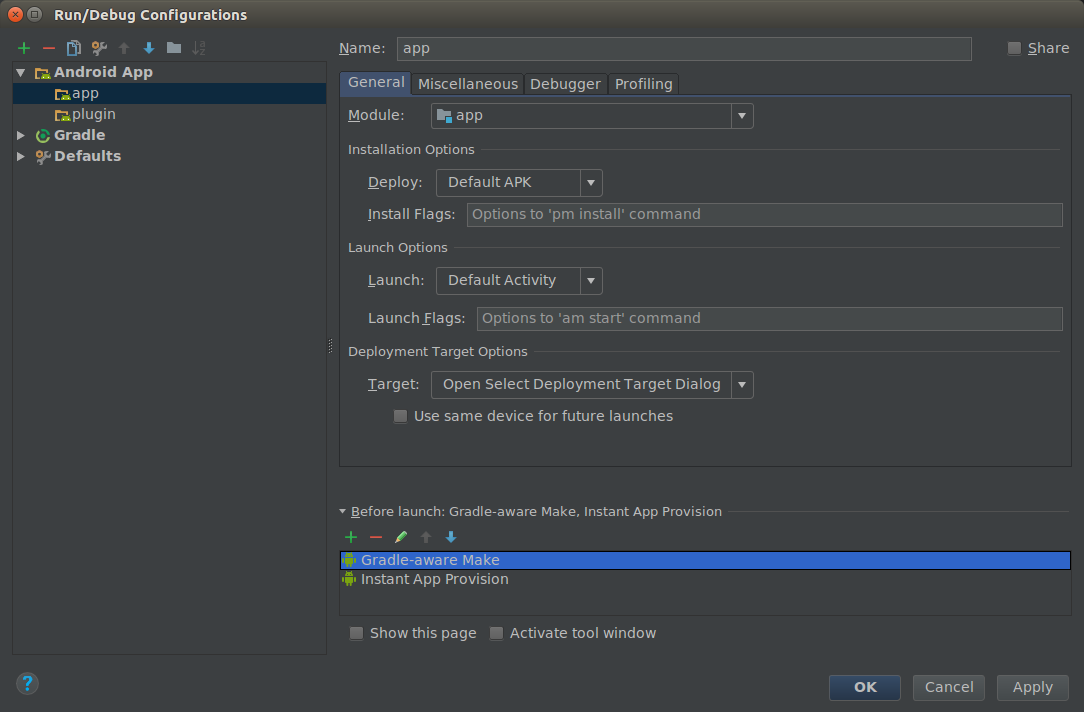 Run/Debug Configurations
Name: app Share
Android App
app
plugin
Gradle
Defaults
General Miscellaneous Debugger Profiling
Module: app
Installation Options
Deploy: Default APK
Install Flags: Options to 'pm install' command
Launch Options
Launch: Default Activity
Launch Flags: Options to 'am start' command
Deployment Target Options
Target: Open Select Deployment Target Dialog
Use same device for future launches
Before launch: Gradle-aware Make, Instant App Provision
Gradle-aware Make
Instant App Provision
Show this page Activate tool window
? OK Cancel Apply